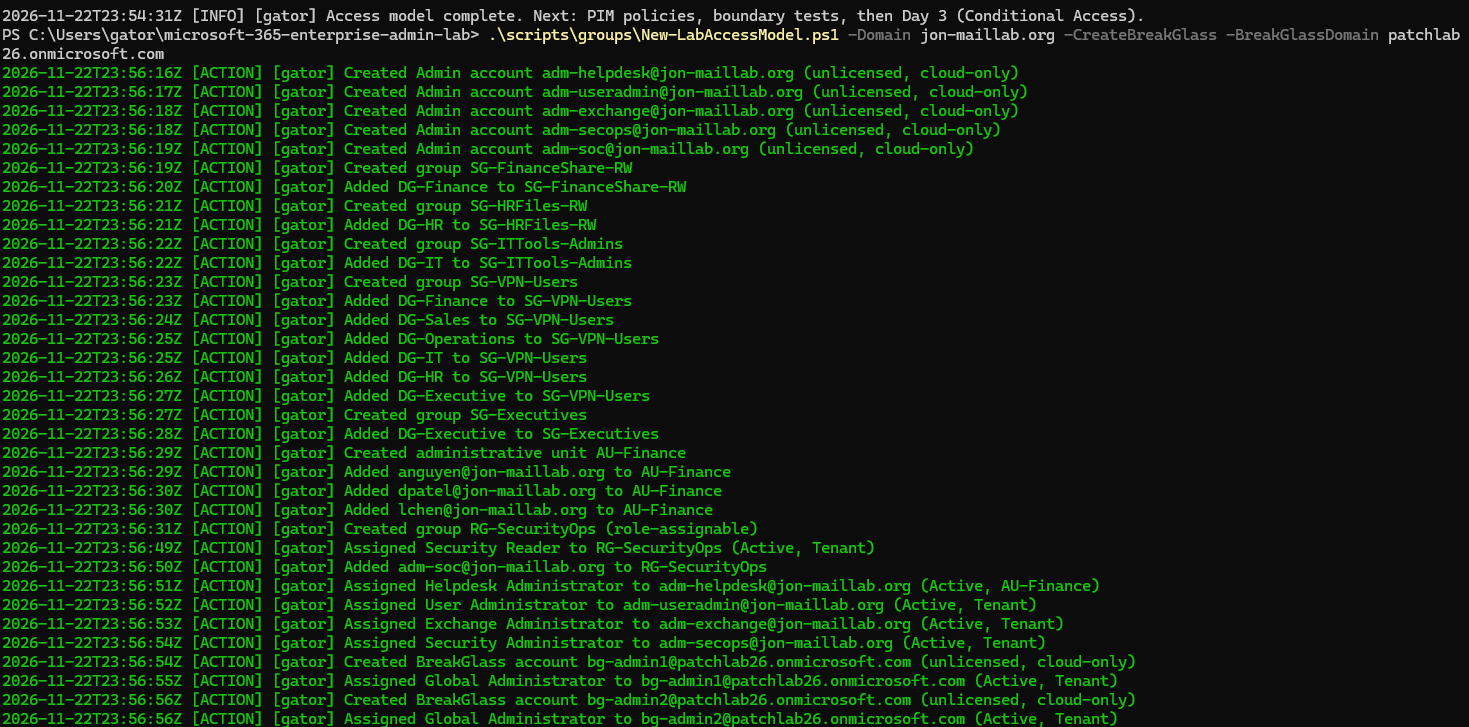 2026-11-22T23:54:31Z [INFO] [gator] Access model complete. Next: PIM policies, boundary tests, then Day 3 (Conditional Access).
PS C:\Users\gator\microsoft-365-enterprise-admin-lab> .\scripts\groups\New-LabAccessModel.ps1 -Domain jon-maillab.org -CreateBreakGlass -BreakGlassDomain patchlab
26.onmicrosoft.com
2026-11-22T23:56:16Z [ACTION] [gator] Created Admin account adm-helpdesk@jon-maillab.org (unlicensed, cloud-only)
2026-11-22T23:56:17Z [ACTION] [gator] Created Admin account adm-useradmin@jon-maillab.org (unlicensed, cloud-only)
2026-11-22T23:56:18Z [ACTION] [gator] Created Admin account adm-exchange@jon-maillab.org (unlicensed, cloud-only)
2026-11-22T23:56:18Z [ACTION] [gator] Created Admin account adm-secops@jon-maillab.org (unlicensed, cloud-only)
2026-11-22T23:56:19Z [ACTION] [gator] Created Admin account adm-soc@jon-maillab.org (unlicensed, cloud-only)
2026-11-22T23:56:19Z [ACTION] [gator] Created group SG-FinanceShare-RW
2026-11-22T23:56:20Z [ACTION] [gator] Added DG-Finance to SG-FinanceShare-RW
2026-11-22T23:56:21Z [ACTION] [gator] Created group SG-HRFiles-RW
2026-11-22T23:56:21Z [ACTION] [gator] Added DG-HR to SG-HRFiles-RW
2026-11-22T23:56:22Z [ACTION] [gator] Created group SG-ITTools-Admins
2026-11-22T23:56:22Z [ACTION] [gator] Added DG-IT to SG-ITTools-Admins
2026-11-22T23:56:23Z [ACTION] [gator] Created group SG-VPN-Users
2026-11-22T23:56:23Z [ACTION] [gator] Added DG-Finance to SG-VPN-Users
2026-11-22T23:56:24Z [ACTION] [gator] Added DG-Sales to SG-VPN-Users
2026-11-22T23:56:25Z [ACTION] [gator] Added DG-Operations to SG-VPN-Users
2026-11-22T23:56:25Z [ACTION] [gator] Added DG-IT to SG-VPN-Users
2026-11-22T23:56:26Z [ACTION] [gator] Added DG-HR to SG-VPN-Users
2026-11-22T23:56:27Z [ACTION] [gator] Added DG-Executive to SG-VPN-Users
2026-11-22T23:56:27Z [ACTION] [gator] Created group SG-Executives
2026-11-22T23:56:28Z [ACTION] [gator] Added DG-Executive to SG-Executives
2026-11-22T23:56:29Z [ACTION] [gator] Created administrative unit AU-Finance
2026-11-22T23:56:29Z [ACTION] [gator] Added anguyen@jon-maillab.org to AU-Finance
2026-11-22T23:56:30Z [ACTION] [gator] Added dpatel@jon-maillab.org to AU-Finance
2026-11-22T23:56:30Z [ACTION] [gator] Added lchen@jon-maillab.org to AU-Finance
2026-11-22T23:56:31Z [ACTION] [gator] Created group RG-SecurityOps (role-assignable)
2026-11-22T23:56:49Z [ACTION] [gator] Assigned Security Reader to RG-SecurityOps (Active, Tenant)
2026-11-22T23:56:50Z [ACTION] [gator] Added adm-soc@jon-maillab.org to RG-SecurityOps
2026-11-22T23:56:51Z [ACTION] [gator] Assigned Helpdesk Administrator to adm-helpdesk@jon-maillab.org (Active, AU-Finance)
2026-11-22T23:56:52Z [ACTION] [gator] Assigned User Administrator to adm-useradmin@jon-maillab.org (Active, Tenant)
2026-11-22T23:56:53Z [ACTION] [gator] Assigned Exchange Administrator to adm-exchange@jon-maillab.org (Active, Tenant)
2026-11-22T23:56:54Z [ACTION] [gator] Assigned Security Administrator to adm-secops@jon-maillab.org (Active, Tenant)
2026-11-22T23:56:54Z [ACTION] [gator] Created BreakGlass account bg-admin1@patchlab26.onmicrosoft.com (unlicensed, cloud-only)
2026-11-22T23:56:55Z [ACTION] [gator] Assigned Global Administrator to bg-admin1@patchlab26.onmicrosoft.com (Active, Tenant)
2026-11-22T23:56:56Z [ACTION] [gator] Created BreakGlass account bg-admin2@patchlab26.onmicrosoft.com (unlicensed, cloud-only)
2026-11-22T23:56:56Z [ACTION] [gator] Assigned Global Administrator to bg-admin2@patchlab26.onmicrosoft.com (Active, Tenant)